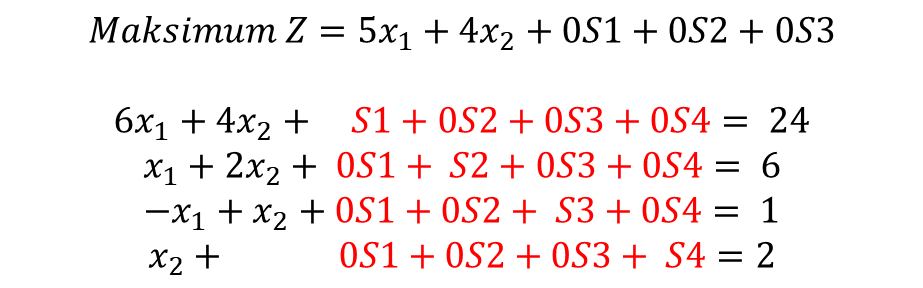 Maksimum Z = 5x₁ + 4x₂ + 0S1 + 0S2 + 0S3
6x₁ + 4x₂ + S1 + 0S2 + 0S3 + 0S4 = 24
x₁ + 2x₂ + 0S1 + S2 + 0S3 + 0S4 = 6
−x₁ + x₂ + 0S1 + 0S2 + S3 + 0S4 = 1
x₂ + 0S1 + 0S2 + 0S3 + S4 = 2